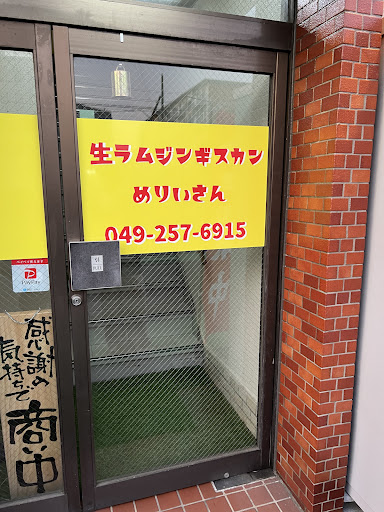 生ラムジンギスカン
めりいさん
049-257-6915
PayPay
感謝の
気持ちで
商い中